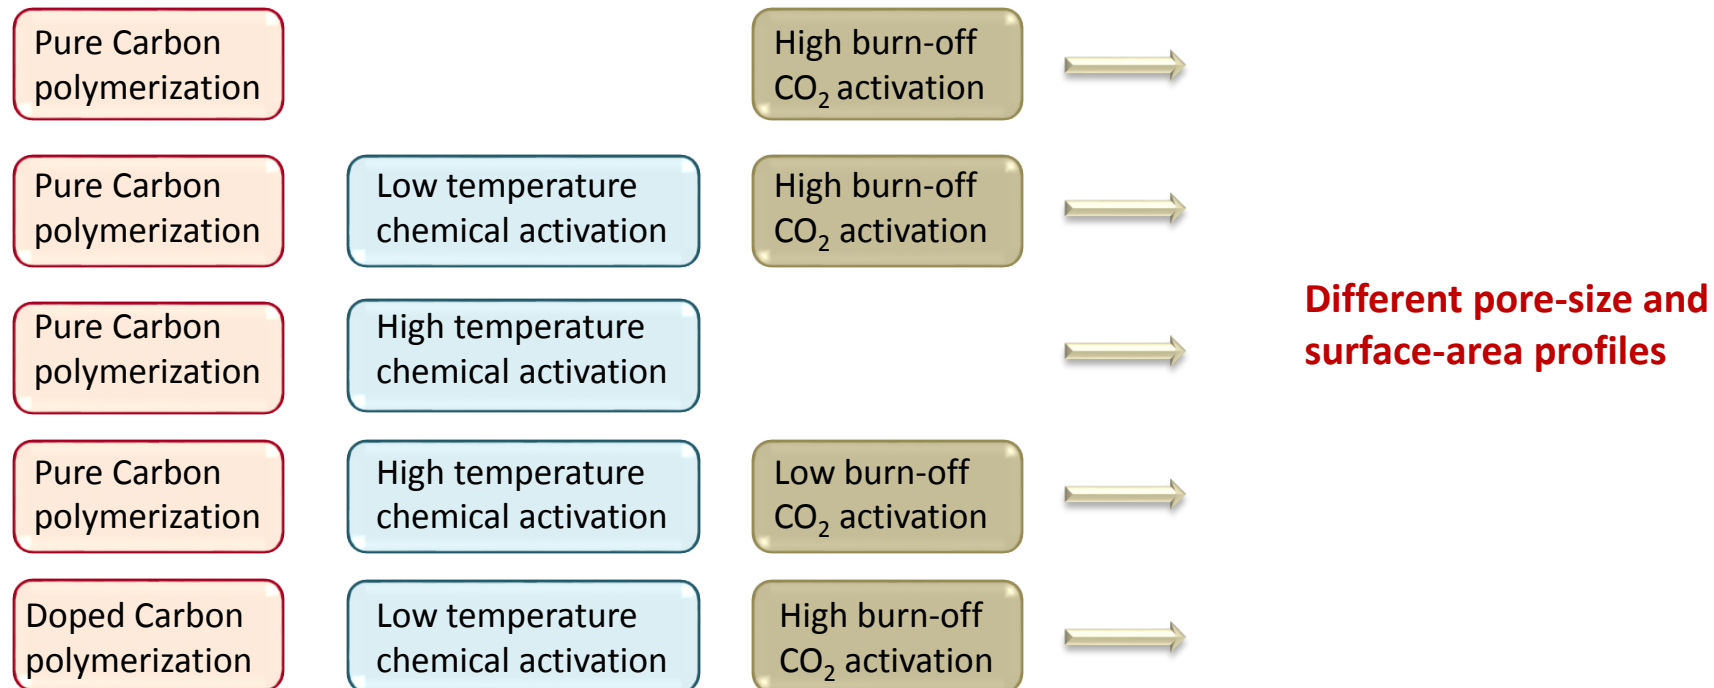 Pure Carbon
polymerization
High burn-off
CO₂ activation
Pure Carbon
polymerization
Low temperature
chemical activation
High burn-off
CO₂ activation
Pure Carbon
polymerization
High temperature
chemical activation
Different pore-size and
surface-area profiles
Pure Carbon
polymerization
High temperature
chemical activation
Low burn-off
CO₂ activation
Doped Carbon
polymerization
Low temperature
chemical activation
High burn-off
CO₂ activation